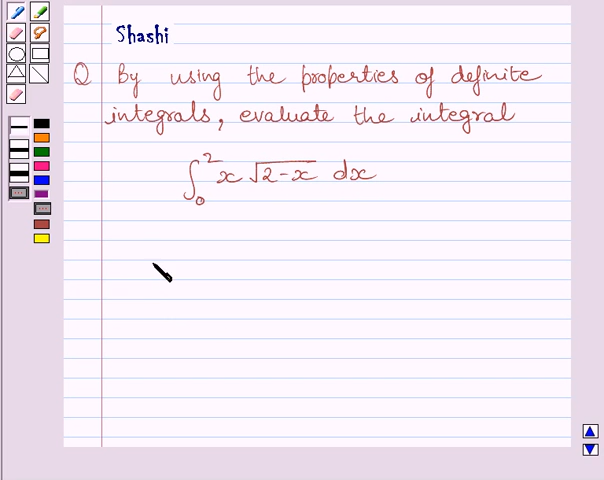 Shashi
Q By using the properties of definite
integrals, evaluate the integral
∫₀² x √(2-x) dx